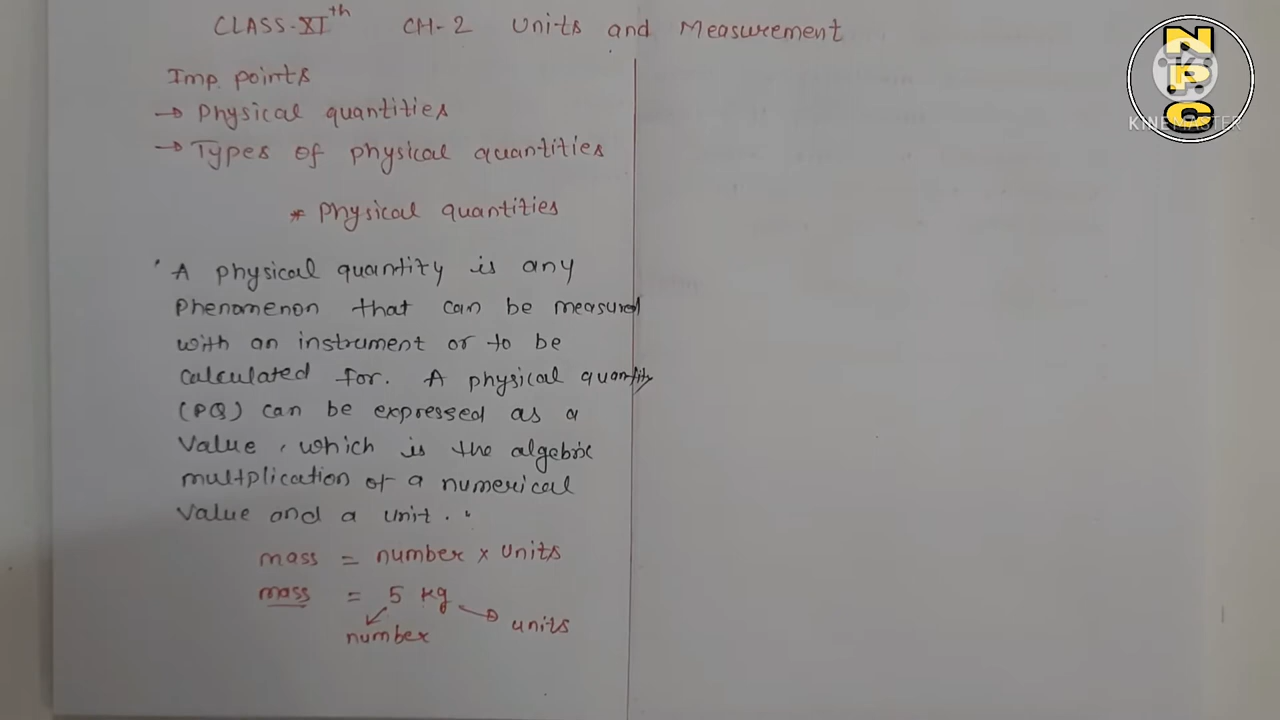 CLASS-XIth CH-2 Units and Measurement
Imp. points
→ Physical quantities
→ Types of physical quantities
* Physical quantities
' A physical quantity is any
Phenomenon that can be measured
with an instrument or to be
calculated for. A physical quantity
(PQ) can be expressed as a
value, which is the algebric
multplication of a numerical
value and a unit.
mass = number x units
mass = 5 kg
number
units
NPC
KINEMASTER